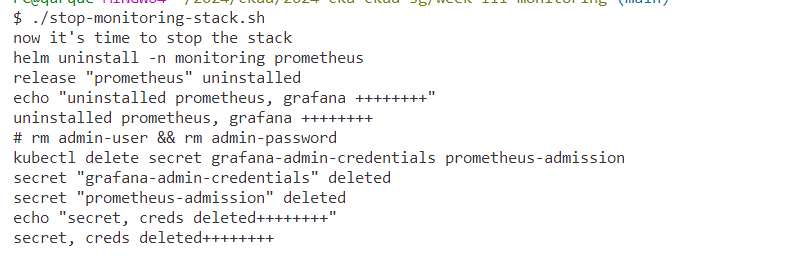 $ ./stop-monitoring-stack.sh
now it's time to stop the stack
helm uninstall -n monitoring prometheus
release "prometheus" uninstalled
echo "uninstalled prometheus, grafana ++++++++"
uninstalled prometheus, grafana ++++++++
# rm admin-user && rm admin-password
kubectl delete secret grafana-admin-credentials prometheus-admission
secret "grafana-admin-credentials" deleted
secret "prometheus-admission" deleted
echo "secret, creds deleted++++++++"
secret, creds deleted++++++++